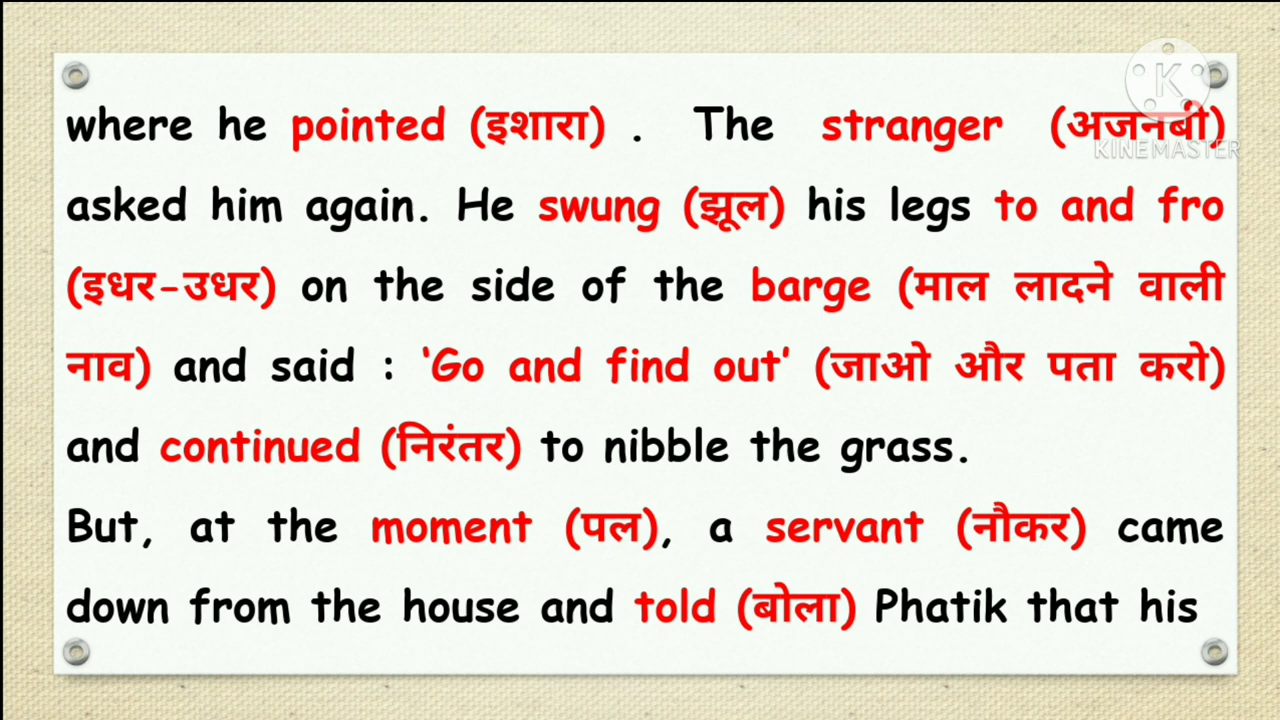 where he pointed (इशारा) . The stranger (अजनबी)
asked him again. He swung (झूल) his legs to and fro
(इधर-उधर) on the side of the barge (माल लादने वाली
नाव) and said : ‘Go and find out’ (जाओ और पता करो)
and continued (निरंतर) to nibble the grass.
But, at the moment (पल), a servant (नौकर) came
down from the house and told (बोला) Phatik that his
K
KINEMASTER